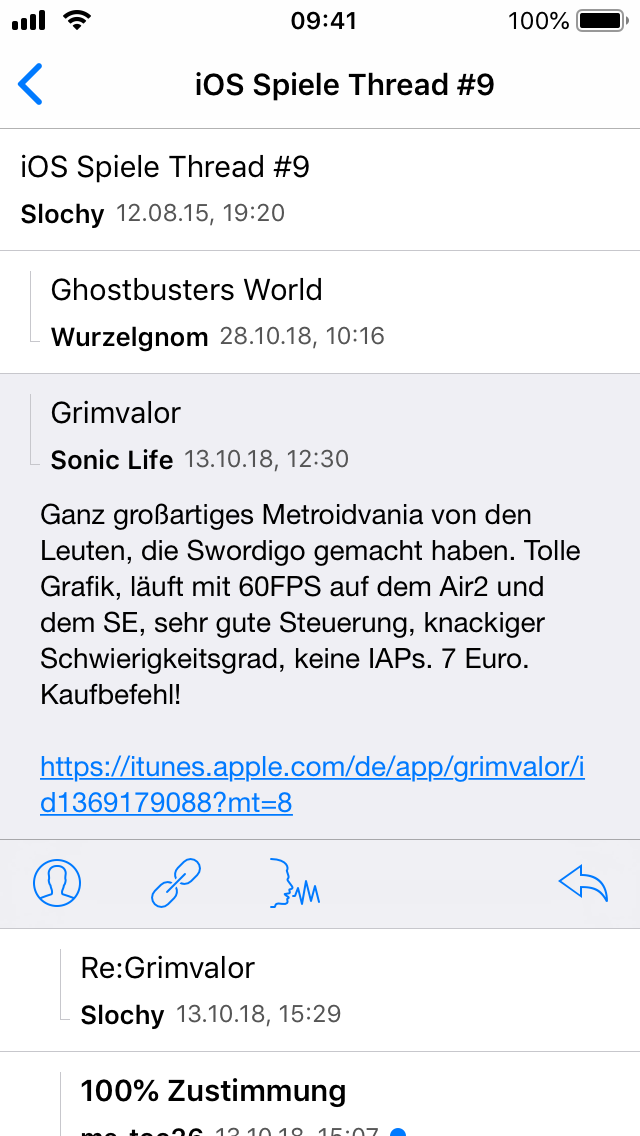 09:41 100%
iOS Spiele Thread #9
iOS Spiele Thread #9
Slochy 12.08.15, 19:20
Ghostbusters World
Wurzelgnom 28.10.18, 10:16
Grimvalor
Sonic Life 13.10.18, 12:30
Ganz großartiges Metroidvania von den
Leuten, die Swordigo gemacht haben. Tolle
Grafik, läuft mit 60FPS auf dem Air2 und
dem SE, sehr gute Steuerung, knackiger
Schwierigkeitsgrad, keine IAPs. 7 Euro.
Kaufbefehl!
https://itunes.apple.com/de/app/grimvalor/i
d1369179088?mt=8
Re:Grimvalor
Slochy 13.10.18, 15:29
100% Zustimmung
13.10.18, 15:07